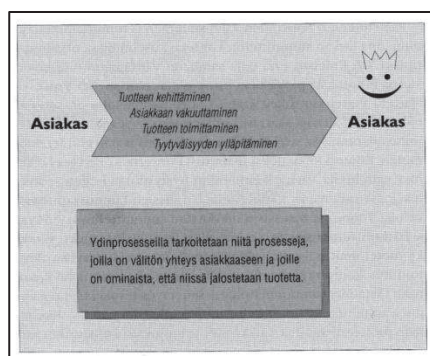 Tuotteen kehittäminen
Asiakkaan vakuuttaminen
Asiakas
Tuotteen toimittaminen
Asiakas
Tyytyväisyyden ylläpitäminen
Ydinprosesseilla tarkoitetaan niitä prosesseja,
joilla on välitön yhteys asiakkaaseen ja joille
on ominaista, että niissä jalostetaan tuotetta.